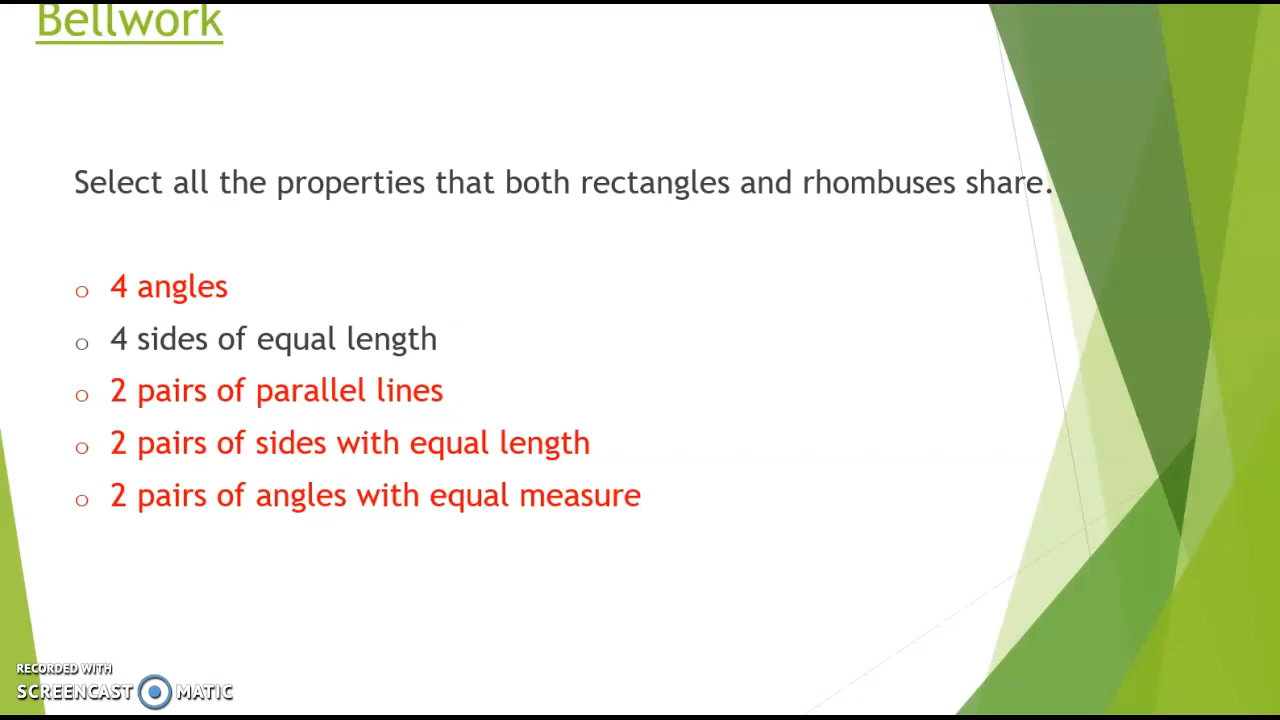 Bellwork
Select all the properties that both rectangles and rhombuses share.
o 4 angles
o 4 sides of equal length
o 2 pairs of parallel lines
o 2 pairs of sides with equal length
o 2 pairs of angles with equal measure
RECORDED WITH
SCREENCAST MATIC